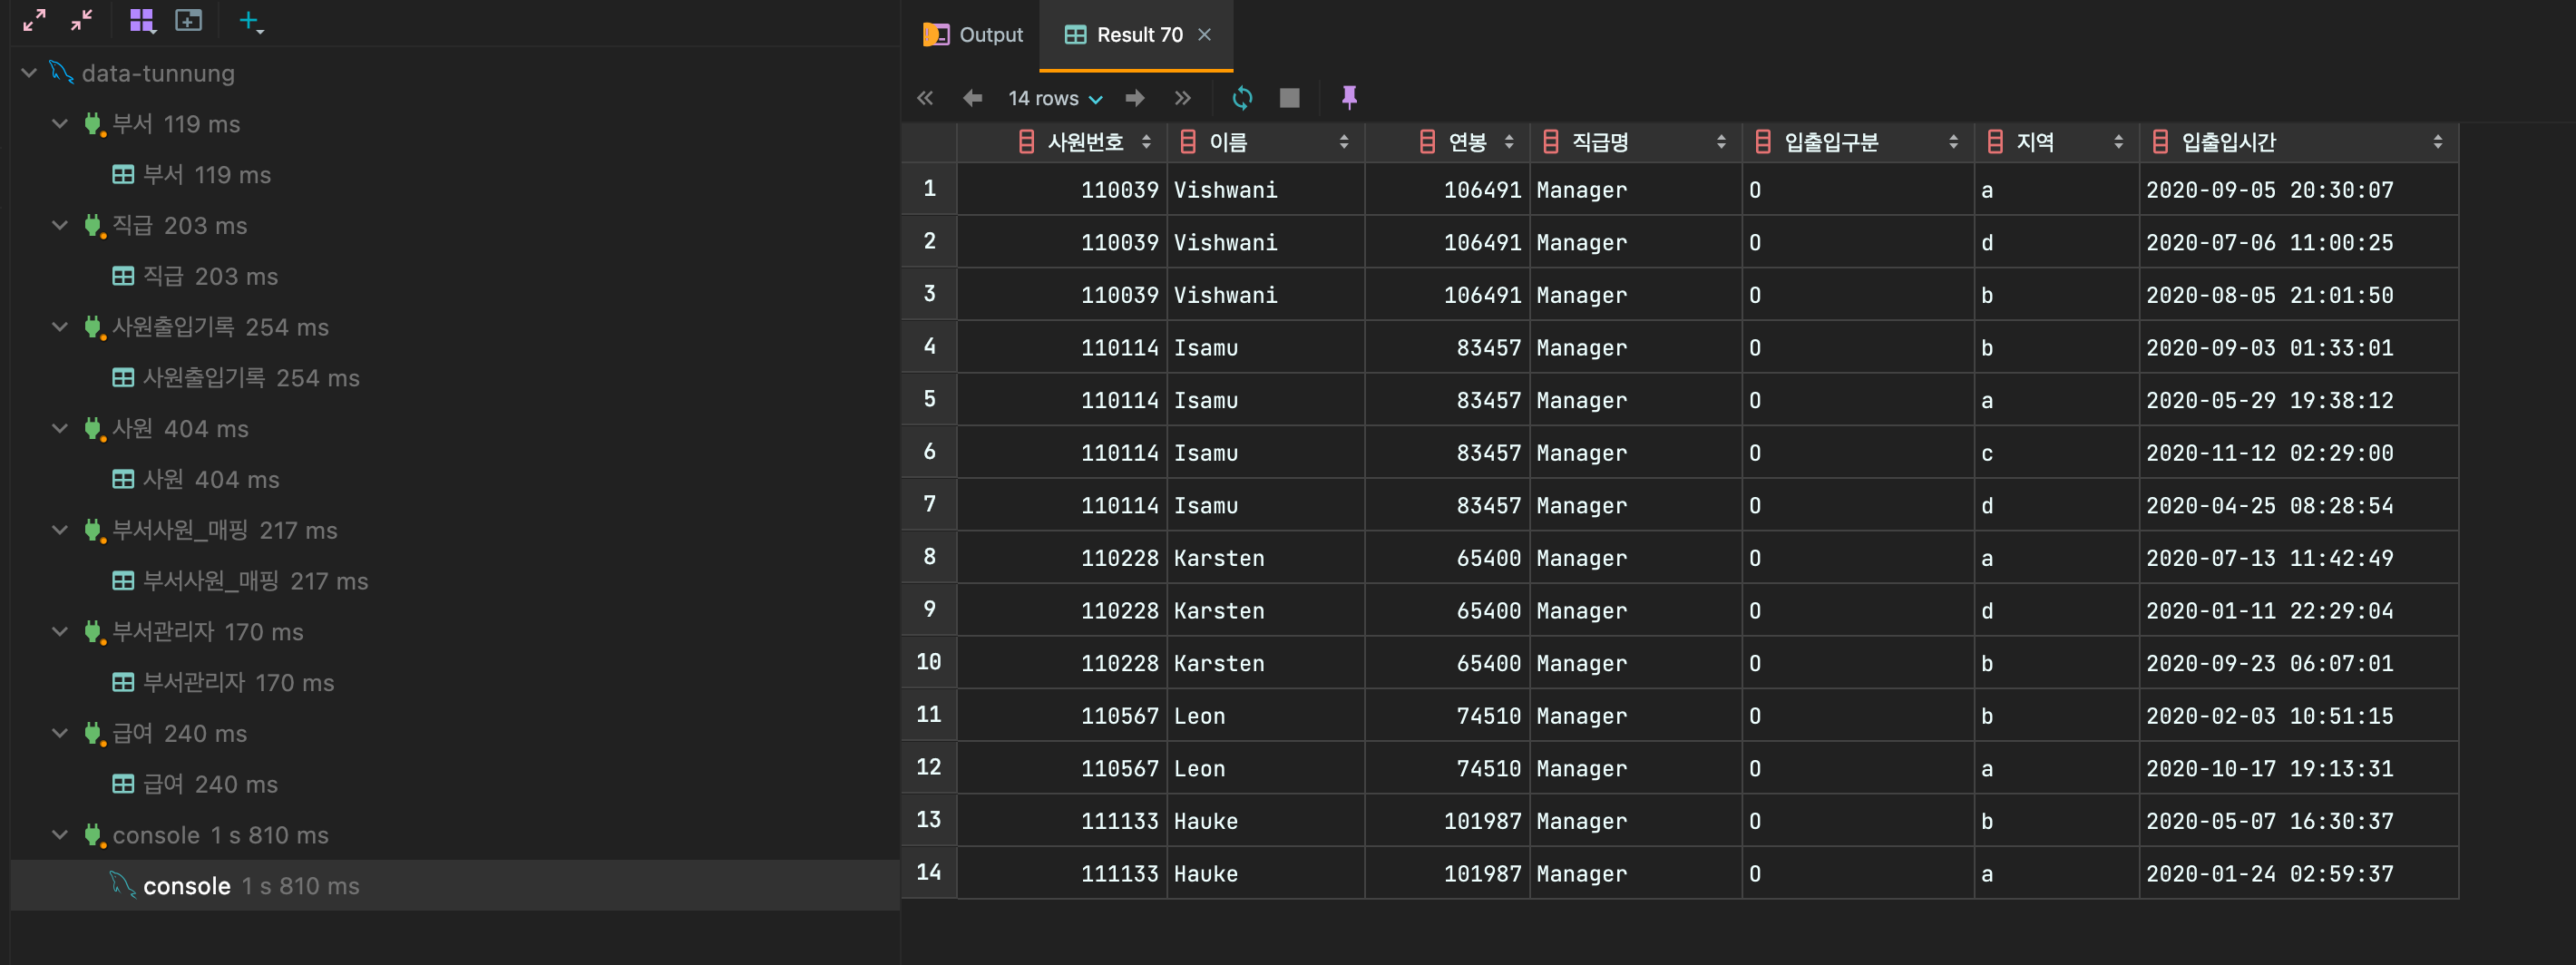 data-tunnung
부서 119 ms
부서 119 ms
직급 203 ms
직급 203 ms
사원출입기록 254 ms
사원출입기록 254 ms
사원 404 ms
사원 404 ms
부서사원_매핑 217 ms
부서사원_매핑 217 ms
부서관리자 170 ms
부서관리자 170 ms
급여 240 ms
급여 240 ms
console 1 s 810 ms
console 1 s 810 ms
Output Result 70
14 rows
사원번호 이름 연봉 직급명 입출입구분 지역 입출입시간
1 110039 Vishwani 106491 Manager O a 2020-09-05 20:30:07
2 110039 Vishwani 106491 Manager O d 2020-07-06 11:00:25
3 110039 Vishwani 106491 Manager O b 2020-08-05 21:01:50
4 110114 Isamu 83457 Manager O b 2020-09-03 01:33:01
5 110114 Isamu 83457 Manager O a 2020-05-29 19:38:12
6 110114 Isamu 83457 Manager O c 2020-11-12 02:29:00
7 110114 Isamu 83457 Manager O d 2020-04-25 08:28:54
8 110228 Karsten 65400 Manager O a 2020-07-13 11:42:49
9 110228 Karsten 65400 Manager O d 2020-01-11 22:29:04
10 110228 Karsten 65400 Manager O b 2020-09-23 06:07:01
11 110567 Leon 74510 Manager O b 2020-02-03 10:51:15
12 110567 Leon 74510 Manager O a 2020-10-17 19:13:31
13 111133 Hauke 101987 Manager O b 2020-05-07 16:30:37
14 111133 Hauke 101987 Manager O a 2020-01-24 02:59:37